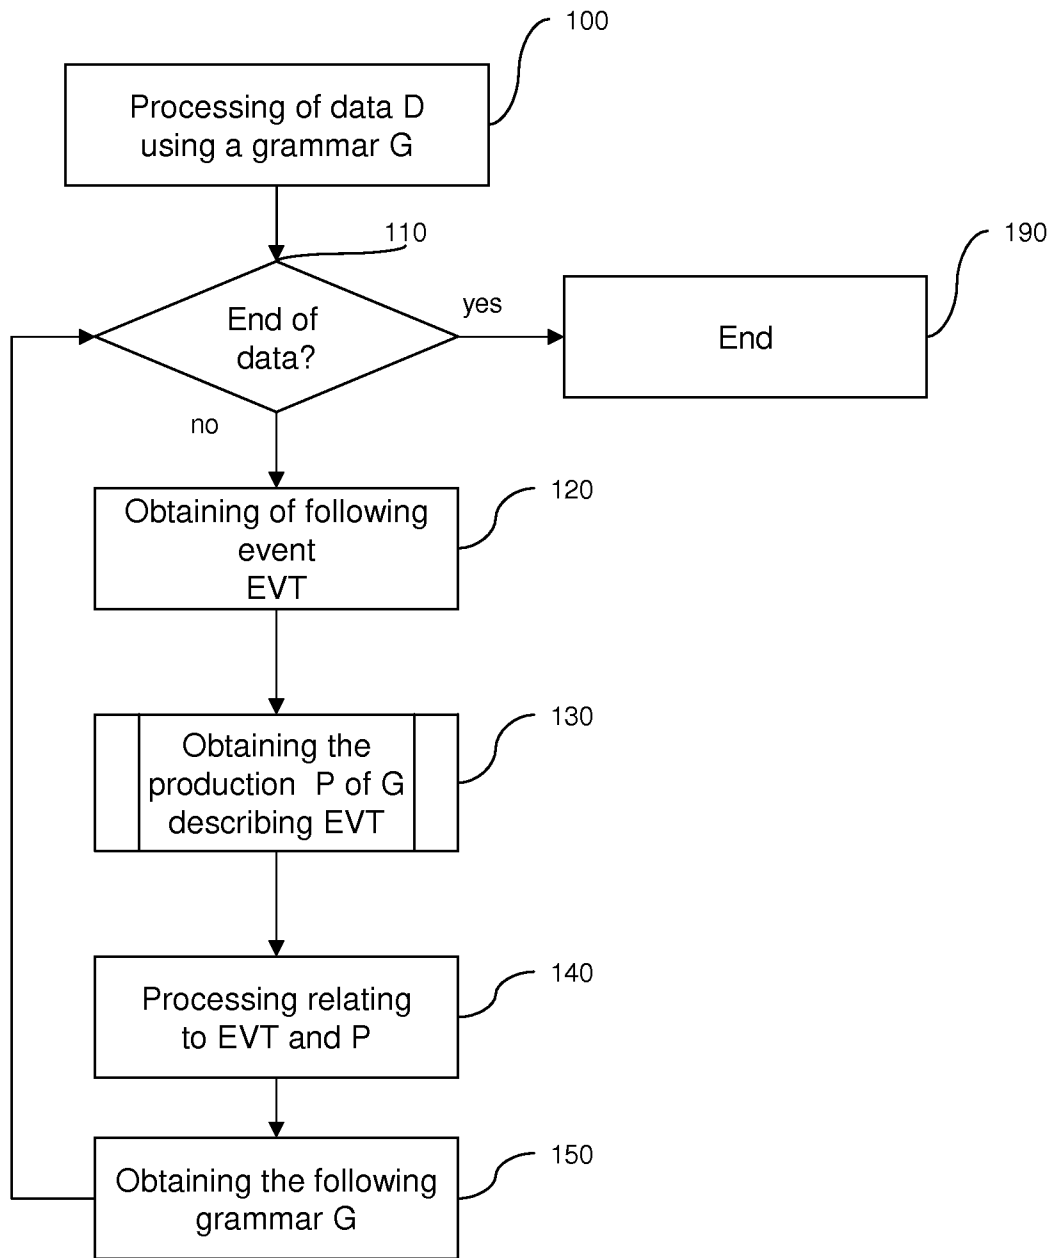 100
Processing of data D
using a grammar G
110
190
End of
data?
yes
End
no
120
Obtaining of following
event
EVT
130
Obtaining the
production P of G
describing EVT
140
Processing relating
to EVT and P
150
Obtaining the following
grammar G